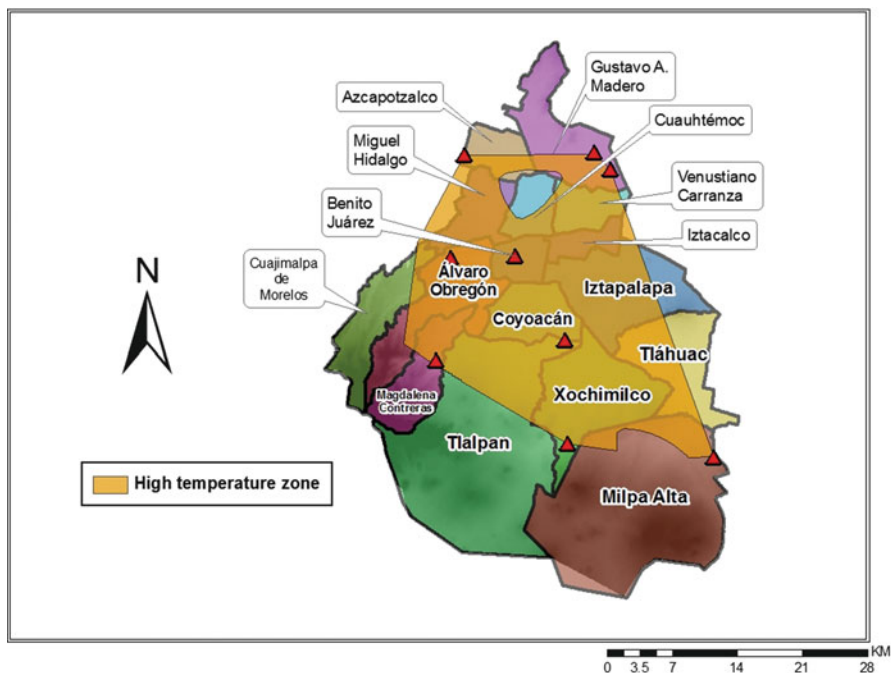 Gustavo A.
Madero
Azcapotzalco
Cuauhtémoc
Miguel
Hidalgo
Venustiano
Carranza
Benito
Juárez
Iztacalco
N
Cuajimalpa
de
Morelos
Álvaro
Obregón
Iztapalapa
Coyoacán
Tláhuac
Magdalena
Contreras
Xochimilco
Tlalpan
High temperature zone
Milpa Alta
KM
0 3.5 7 14 21 28